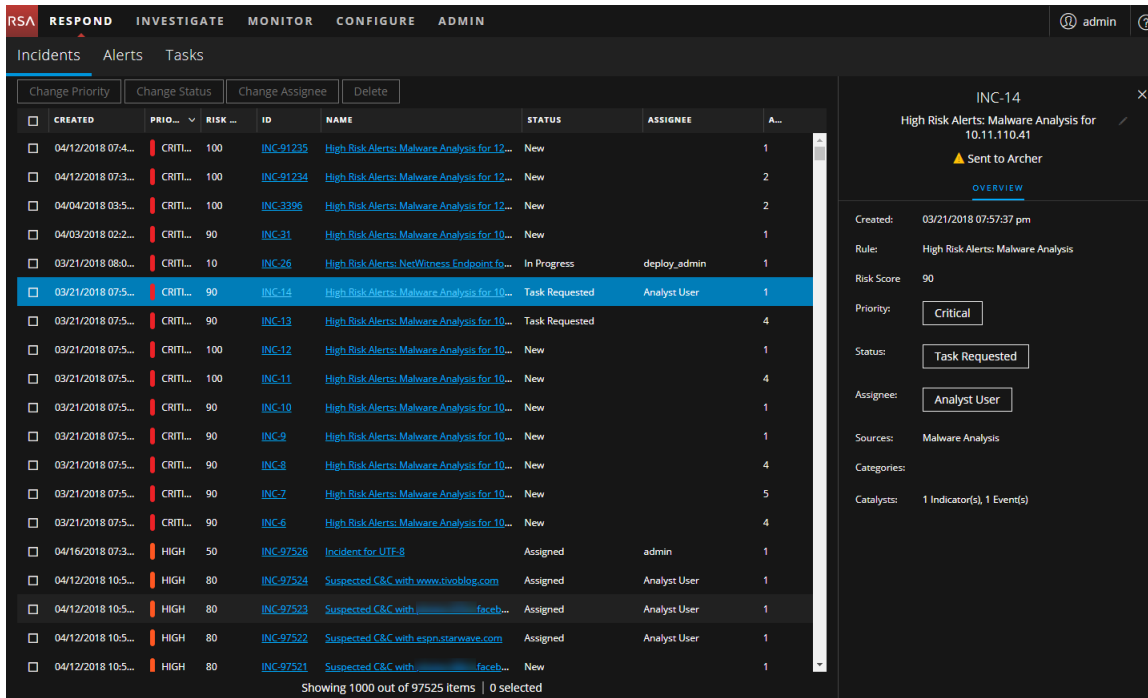 RSA RESPOND INVESTIGATE MONITOR CONFIGURE ADMIN admin
Incidents Alerts Tasks
Change Priority Change Status Change Assignee Delete
CREATED PRIO... RISK ... ID NAME STATUS ASSIGNEE A...
04/12/2018 07:4... CRITI... 100 INC-91235 High Risk Alerts: Malware Analysis for 12... New 1
04/12/2018 07:3... CRITI... 100 INC-91234 High Risk Alerts: Malware Analysis for 12... New 2
04/04/2018 03:5... CRITI... 100 INC-3396 High Risk Alerts: Malware Analysis for 12... New 2
04/03/2018 02:2... CRITI... 90 INC-31 High Risk Alerts: Malware Analysis for 10... New 1
03/21/2018 08:0... CRITI... 10 INC-26 High Risk Alerts: NetWitness Endpoint fo... In Progress deploy_admin 1
03/21/2018 07:5... CRITI... 90 INC-14 High Risk Alerts: Malware Analysis for 10... Task Requested Analyst User 1
03/21/2018 07:5... CRITI... 90 INC-13 High Risk Alerts: Malware Analysis for 10... Task Requested 4
03/21/2018 07:5... CRITI... 100 INC-12 High Risk Alerts: Malware Analysis for 10... New 1
03/21/2018 07:5... CRITI... 100 INC-11 High Risk Alerts: Malware Analysis for 10... New 4
03/21/2018 07:5... CRITI... 90 INC-10 High Risk Alerts: Malware Analysis for 10... New 1
03/21/2018 07:5... CRITI... 90 INC-9 High Risk Alerts: Malware Analysis for 10... New 1
03/21/2018 07:5... CRITI... 90 INC-8 High Risk Alerts: Malware Analysis for 10... New 4
03/21/2018 07:5... CRITI... 90 INC-7 High Risk Alerts: Malware Analysis for 10... New 5
03/21/2018 07:5... CRITI... 90 INC-6 High Risk Alerts: Malware Analysis for 10... New 4
04/16/2018 07:3... HIGH 50 INC-97526 Incident for UTF-8 Assigned admin 1
04/12/2018 10:5... HIGH 80 INC-97524 Suspected C&C with www.tivoblog.com Assigned Analyst User 1
04/12/2018 10:5... HIGH 80 INC-97523 Suspected C&C with faceb... Assigned Analyst User 1
04/12/2018 10:5... HIGH 80 INC-97522 Suspected C&C with espn.starwave.com Assigned Analyst User 1
04/12/2018 10:5... HIGH 80 INC-97521 Suspected C&C with faceb... New 1
Showing 1000 out of 97525 items | 0 selected
INC-14
High Risk Alerts: Malware Analysis for
10.11.110.41
Sent to Archer
OVERVIEW
Created: 03/21/2018 07:57:37 pm
Rule: High Risk Alerts: Malware Analysis
Risk Score 90
Priority: Critical
Status: Task Requested
Assignee: Analyst User
Sources: Malware Analysis
Categories:
Catalysts: 1 Indicator(s), 1 Event(s)